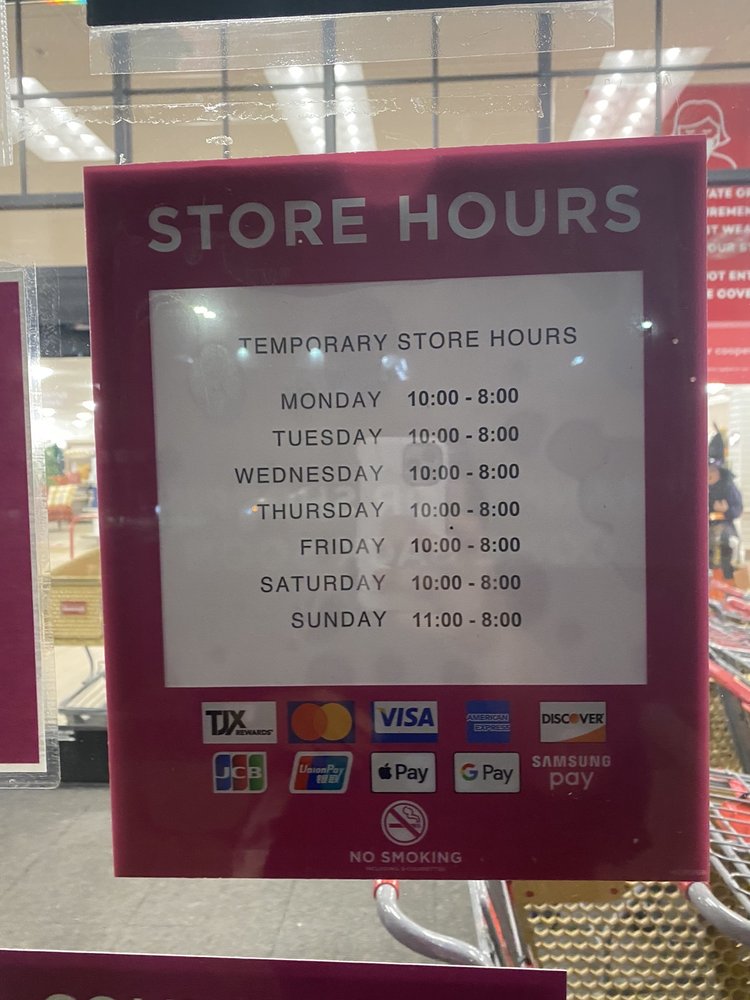 STORE HOURS
TEMPORARY STORE HOURS
MONDAY 10:00 - 8:00
TUESDAY 10:00 - 8:00
WEDNESDAY 10:00 - 8:00
THURSDAY 10:00 - 8:00
FRIDAY 10:00 - 8:00
SATURDAY 10:00 - 8:00
SUNDAY 11:00 - 8:00
TJX REWARDS VISA AMERICAN EXPRESS DISCOVER
JCB UnionPay 银联 Pay G Pay SAMSUNG pay
NO SMOKING